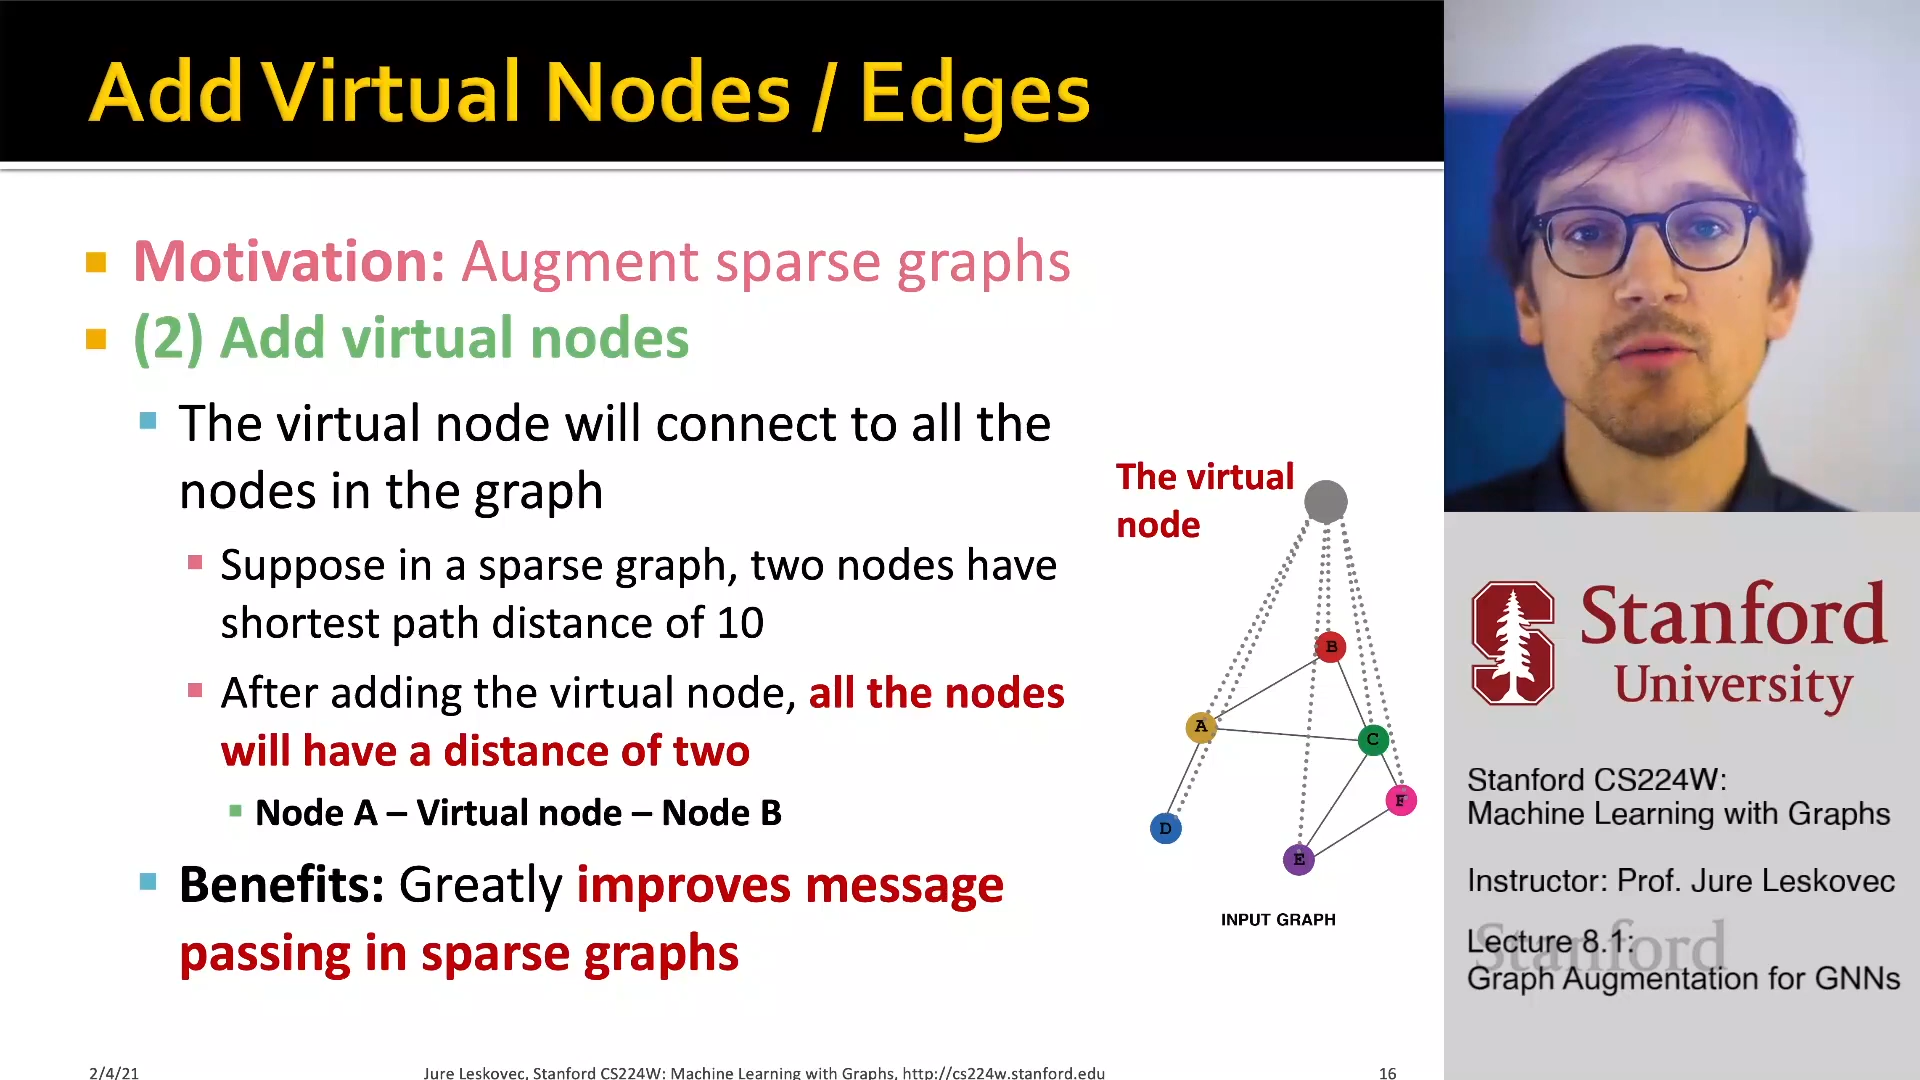 Add Virtual Nodes / Edges
Motivation: Augment sparse graphs
(2) Add virtual nodes
The virtual node will connect to all the
nodes in the graph
Suppose in a sparse graph, two nodes have
shortest path distance of 10
After adding the virtual node, all the nodes
will have a distance of two
Node A – Virtual node – Node B
Benefits: Greatly improves message
passing in sparse graphs
The virtual
node
B
A
C
F
D
E
INPUT GRAPH
2/4/21
Jure Leskovec, Stanford CS224W: Machine Learning with Graphs, http://cs224w.stanford.edu
16
S
Stanford
University
Stanford CS224W:
Machine Learning with Graphs
Instructor: Prof. Jure Leskovec
Stanford
Lecture 8.1:
Graph Augmentation for GNNs